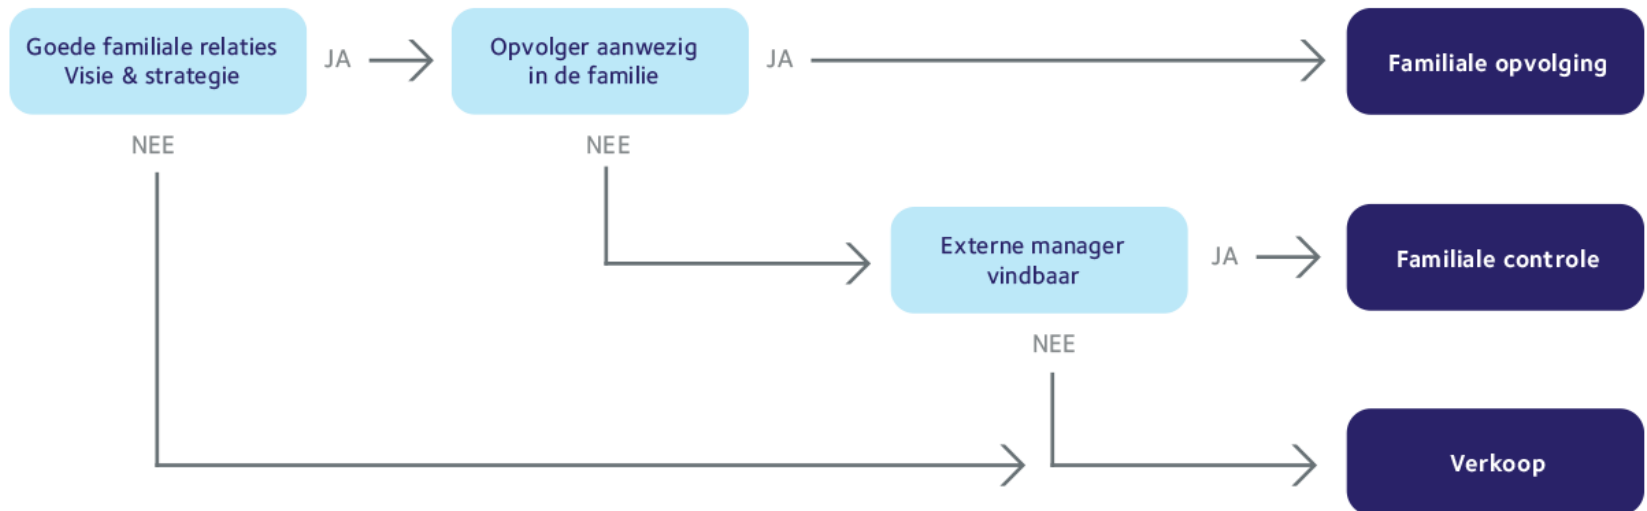 Goede familiale relaties
Visie & strategie
JA
Opvolger aanwezig
in de familie
JA
Familiale opvolging
NEE
NEE
Externe manager
vindbaar
JA
Familiale controle
NEE
Verkoop